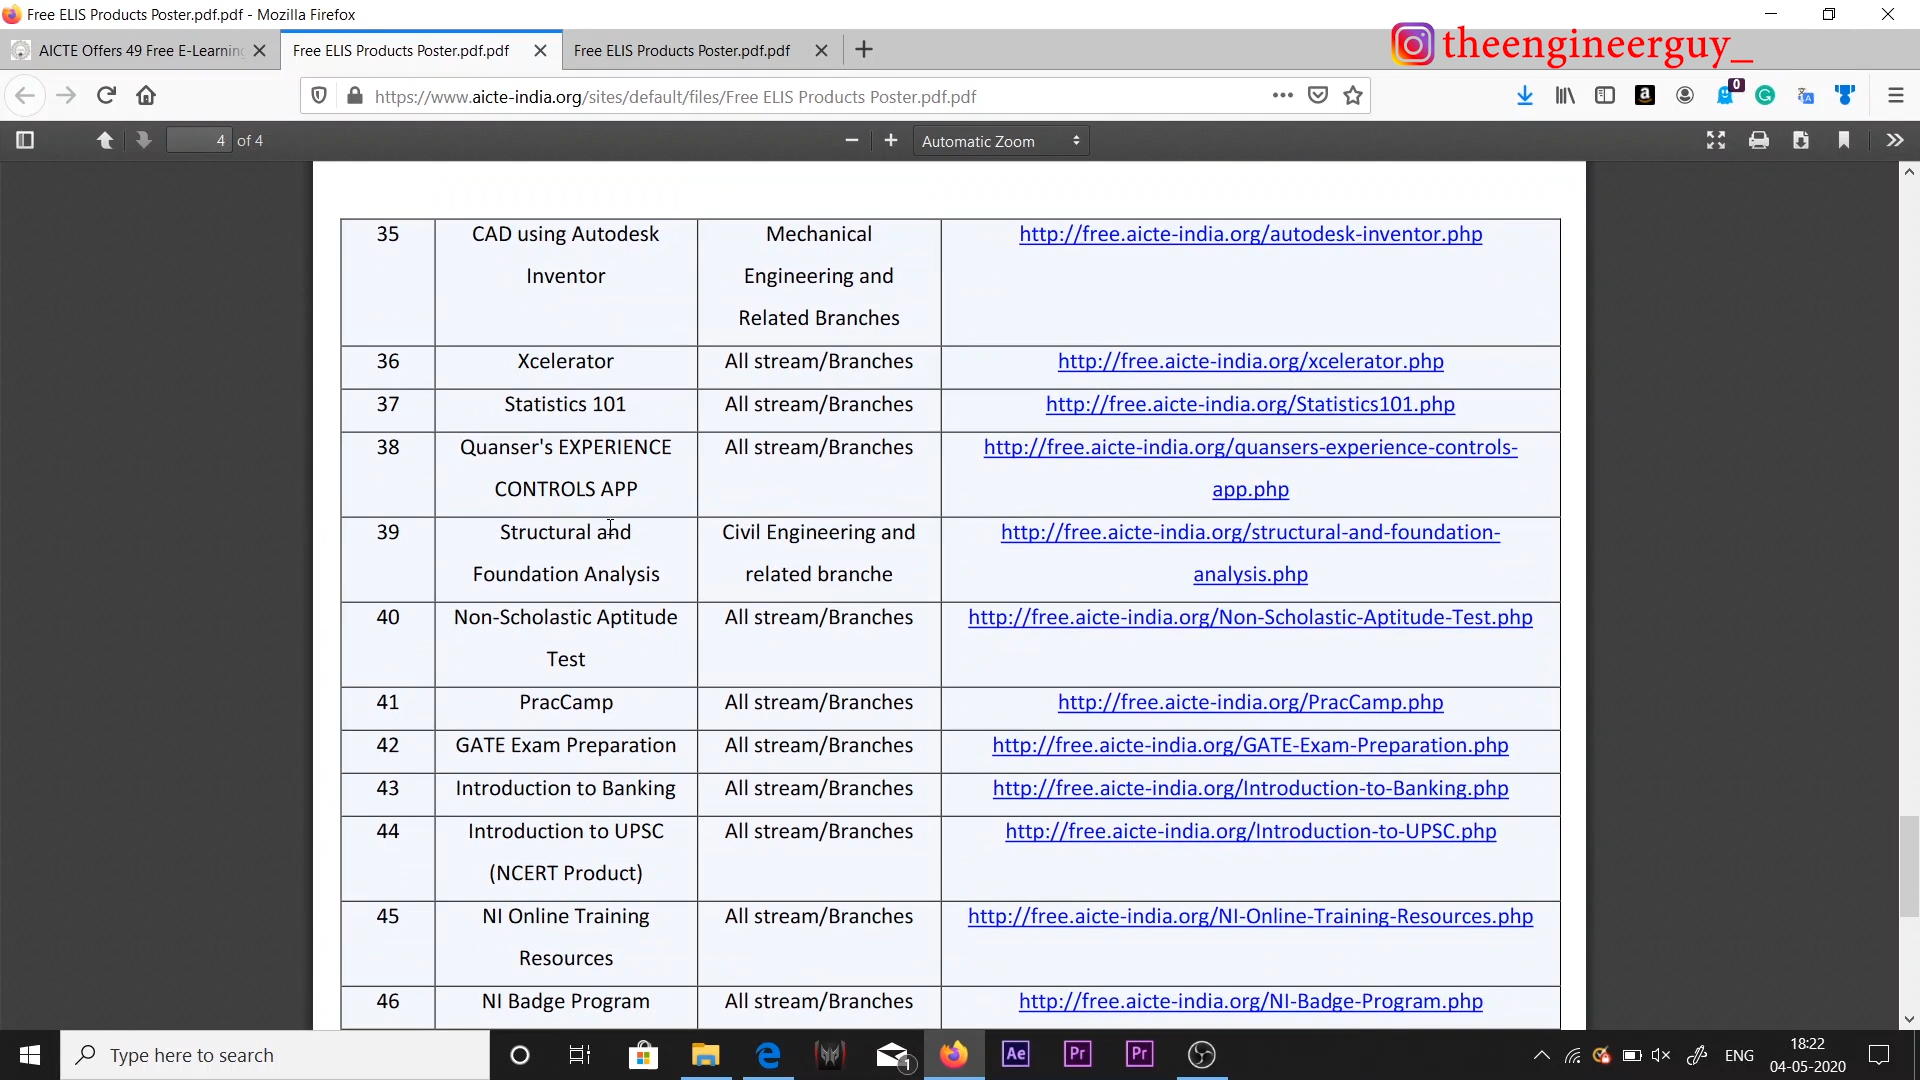 Free ELIS Products Poster.pdf.pdf - Mozilla Firefox
AICTE Offers 49 Free E-Learning
Free ELIS Products Poster.pdf.pdf
Free ELIS Products Poster.pdf.pdf
theengineerguy_
https://www.aicte-india.org/sites/default/files/Free ELIS Products Poster.pdf.pdf
0
4 of 4
Automatic Zoom
35
CAD using Autodesk
Inventor
Mechanical
Engineering and
Related Branches
http://free.aicte-india.org/autodesk-inventor.php
36
Xcelerator
All stream/Branches
http://free.aicte-india.org/xcelerator.php
37
Statistics 101
All stream/Branches
http://free.aicte-india.org/Statistics101.php
38
Quanser's EXPERIENCE
CONTROLS APP
All stream/Branches
http://free.aicte-india.org/quansers-experience-controls-
app.php
39
Structural and
Foundation Analysis
Civil Engineering and
related branche
http://free.aicte-india.org/structural-and-foundation-
analysis.php
40
Non-Scholastic Aptitude
Test
All stream/Branches
http://free.aicte-india.org/Non-Scholastic-Aptitude-Test.php
41
PracCamp
All stream/Branches
http://free.aicte-india.org/PracCamp.php
42
GATE Exam Preparation
All stream/Branches
http://free.aicte-india.org/GATE-Exam-Preparation.php
43
Introduction to Banking
All stream/Branches
http://free.aicte-india.org/Introduction-to-Banking.php
44
Introduction to UPSC
(NCERT Product)
All stream/Branches
http://free.aicte-india.org/Introduction-to-UPSC.php
45
NI Online Training
Resources
All stream/Branches
http://free.aicte-india.org/NI-Online-Training-Resources.php
46
NI Badge Program
All stream/Branches
http://free.aicte-india.org/NI-Badge-Program.php
Type here to search
1
Ae
Pr
Pr
ENG
18:22
04-05-2020